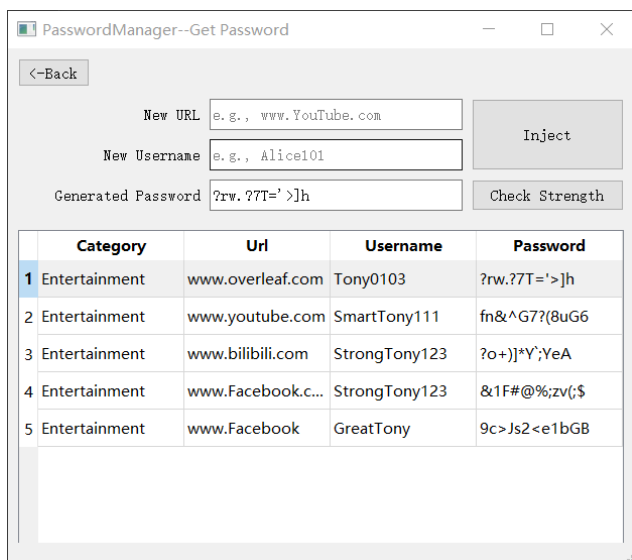 PasswordManager--Get Password
<-Back
New URL e.g., www.YouTube.com
Inject
New Username e.g., Alice101
Generated Password ?rw.?7T='>]h Check Strength
Category Url Username Password
1 Entertainment www.overleaf.com Tony0103 ?rw.?7T='>]h
2 Entertainment www.youtube.com SmartTony111 fn&^G7?(8uG6
3 Entertainment www.bilibili.com StrongTony123 ?o+)]*Y`;YeA
4 Entertainment www.Facebook.c... StrongTony123 &1F#@%;zv(;$
5 Entertainment www.Facebook GreatTony 9c>Js2<e1bGB